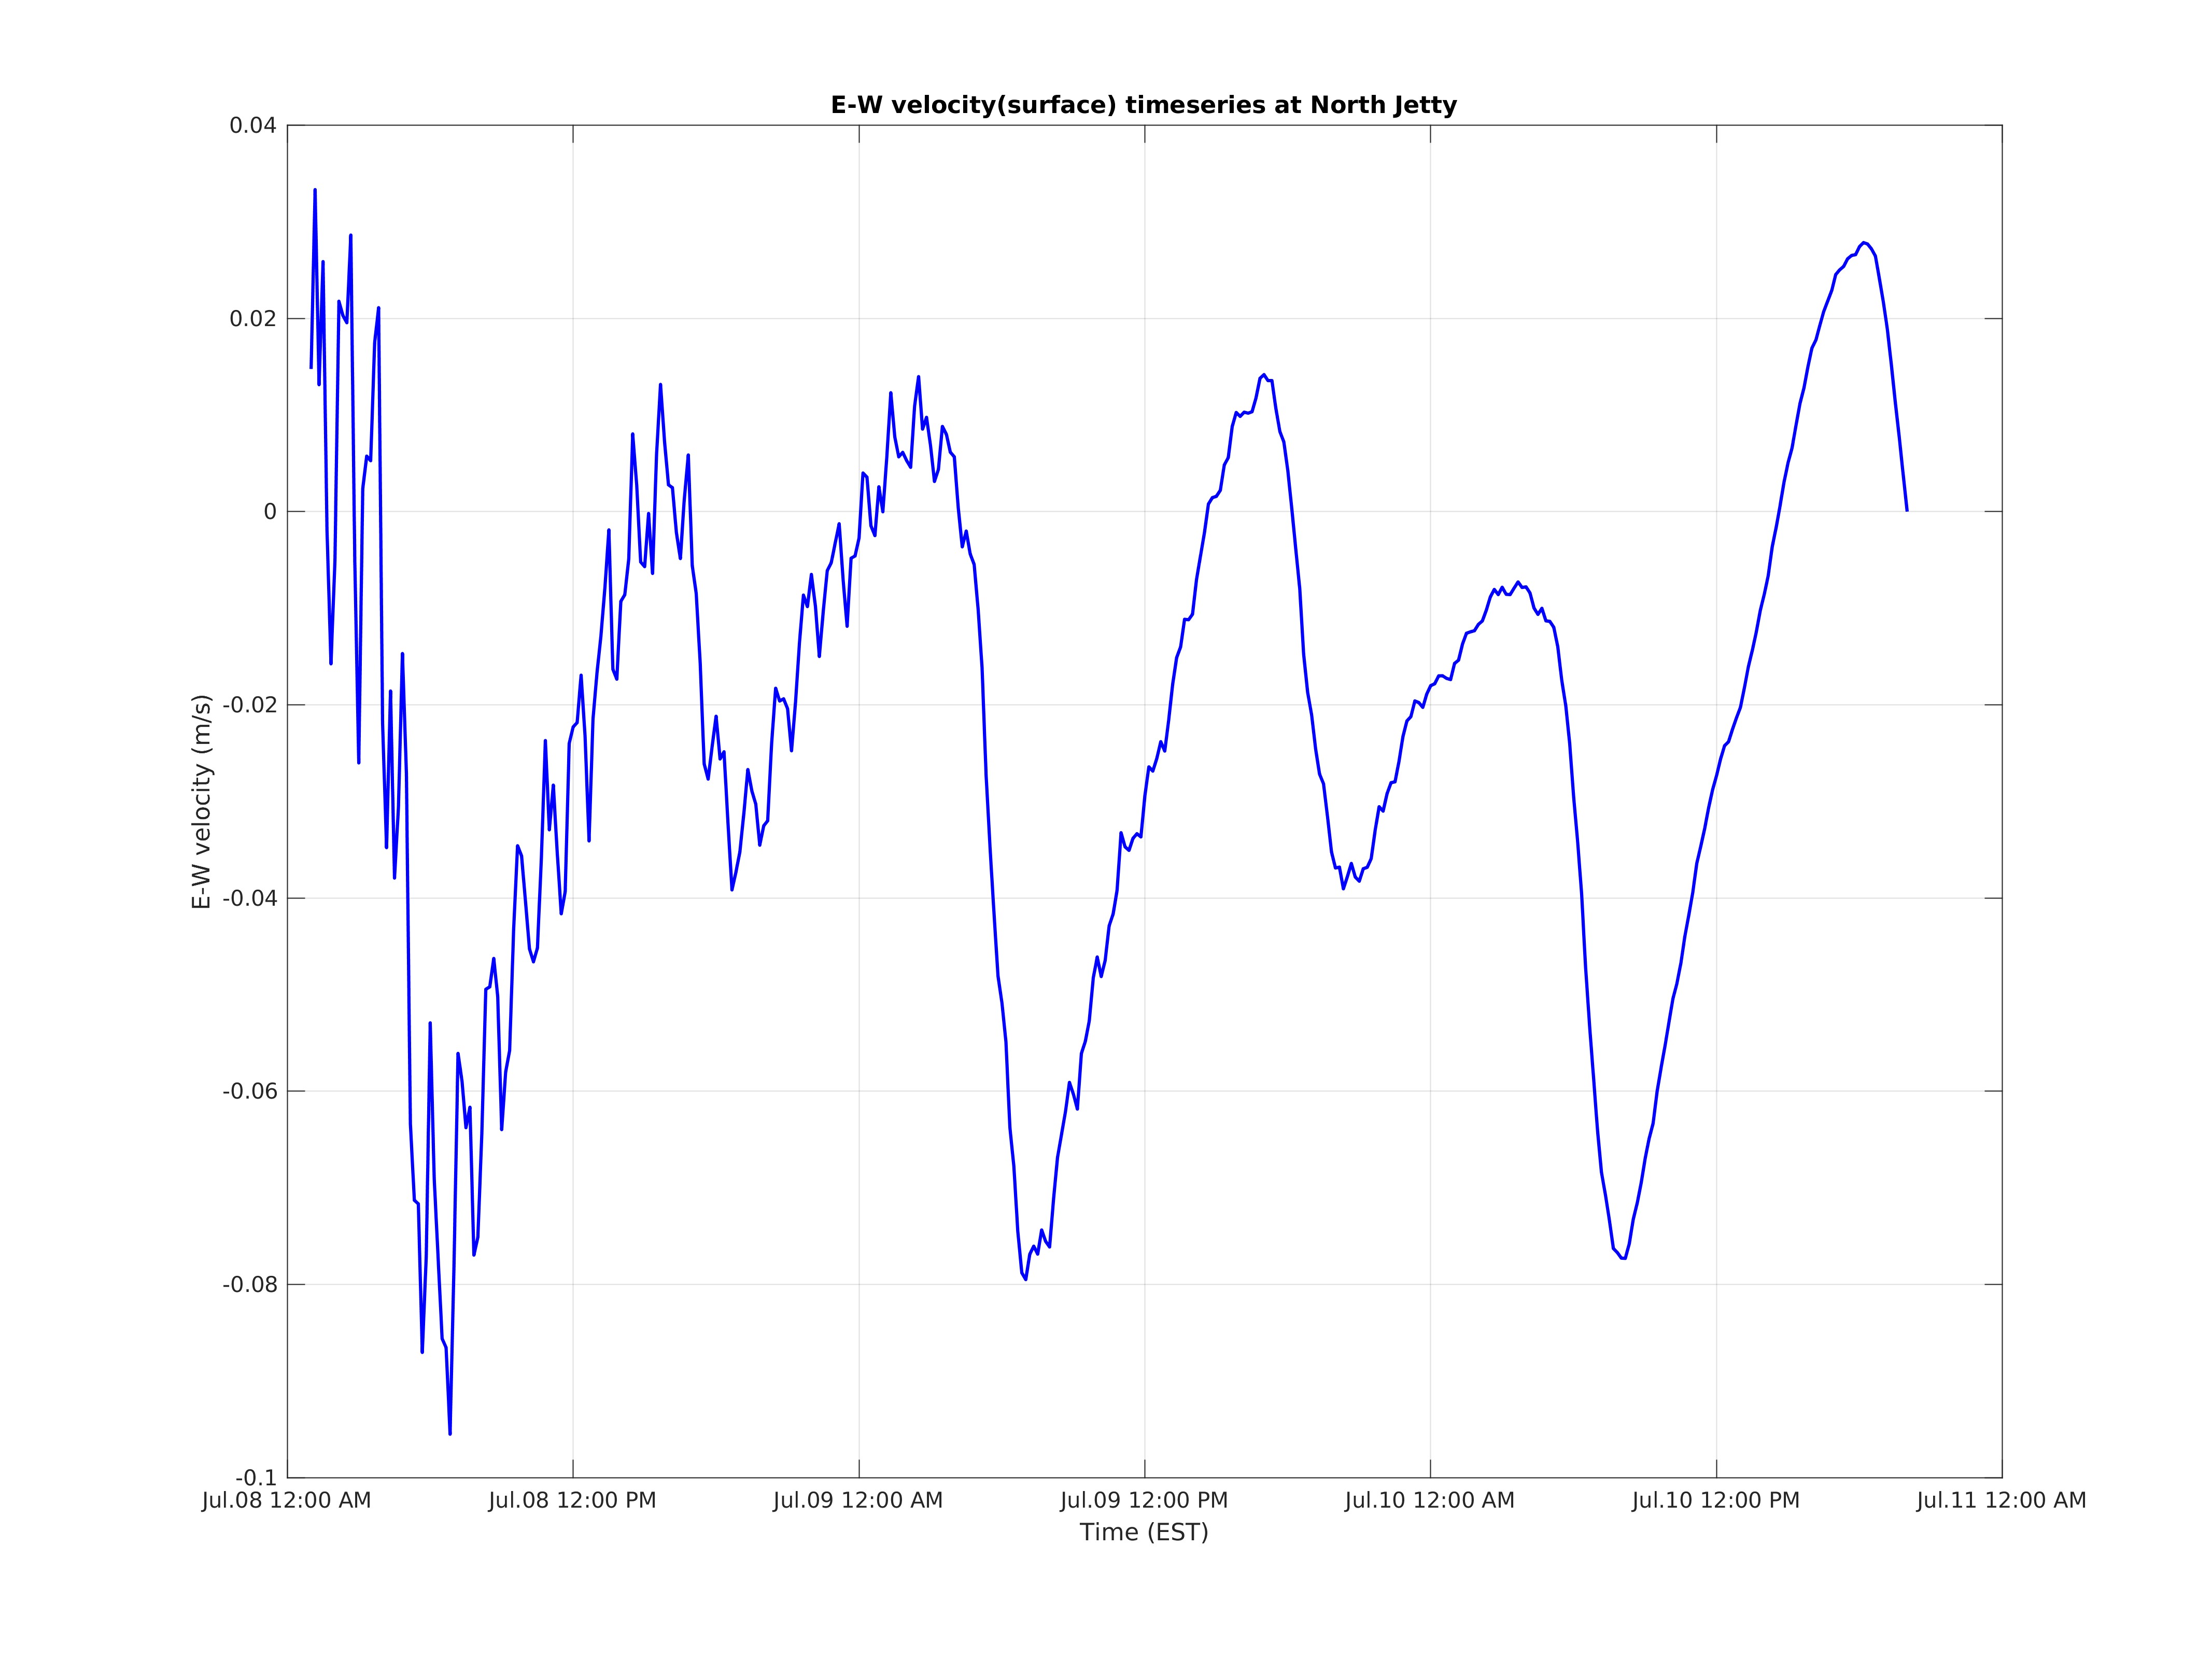 E-W velocity(surface) timeseries at North Jetty
0.04
0.02
0
-0.02
-0.04
-0.06
-0.08
-0.1
E-W velocity (m/s)
Jul.08 12:00 AM
Jul.08 12:00 PM
Jul.09 12:00 AM
Jul.09 12:00 PM
Jul.10 12:00 AM
Jul.10 12:00 PM
Jul.11 12:00 AM
Time (EST)